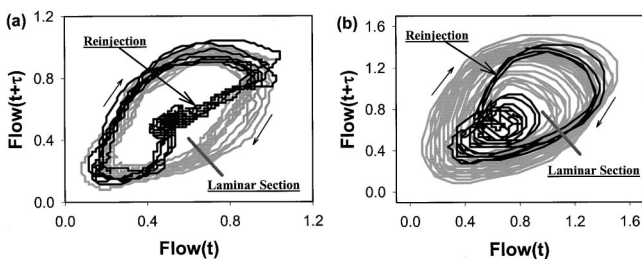 (a)
1.2
0.8
0.4
0.0
Flow(t+τ)
Reinjection
Laminar Section
0.0 0.4 0.8 1.2
Flow(t)
(b)
1.6
1.2
0.8
0.4
0.0
Flow(t+τ)
Reinjection
Laminar Section
0.0 0.4 0.8 1.2 1.6
Flow(t)